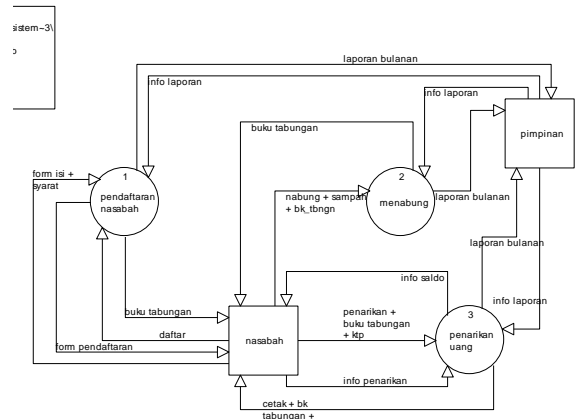 sistem~3\
laporan bulanan
info laporan
info laporan
pimpinan
buku tabungan
form isi +
syarat
1
pendaftaran
nasabah
2
menabung
nabung + sampah
+ bk_tbngn
laporan bulanan
laporan bulanan
info saldo
info laporan
buku tabungan
penarikan +
buku tabungan
+ ktp
3
penarikan
uang
daftar
nasabah
form pendaftaran
info penarikan
cetak + bk
tabungan +